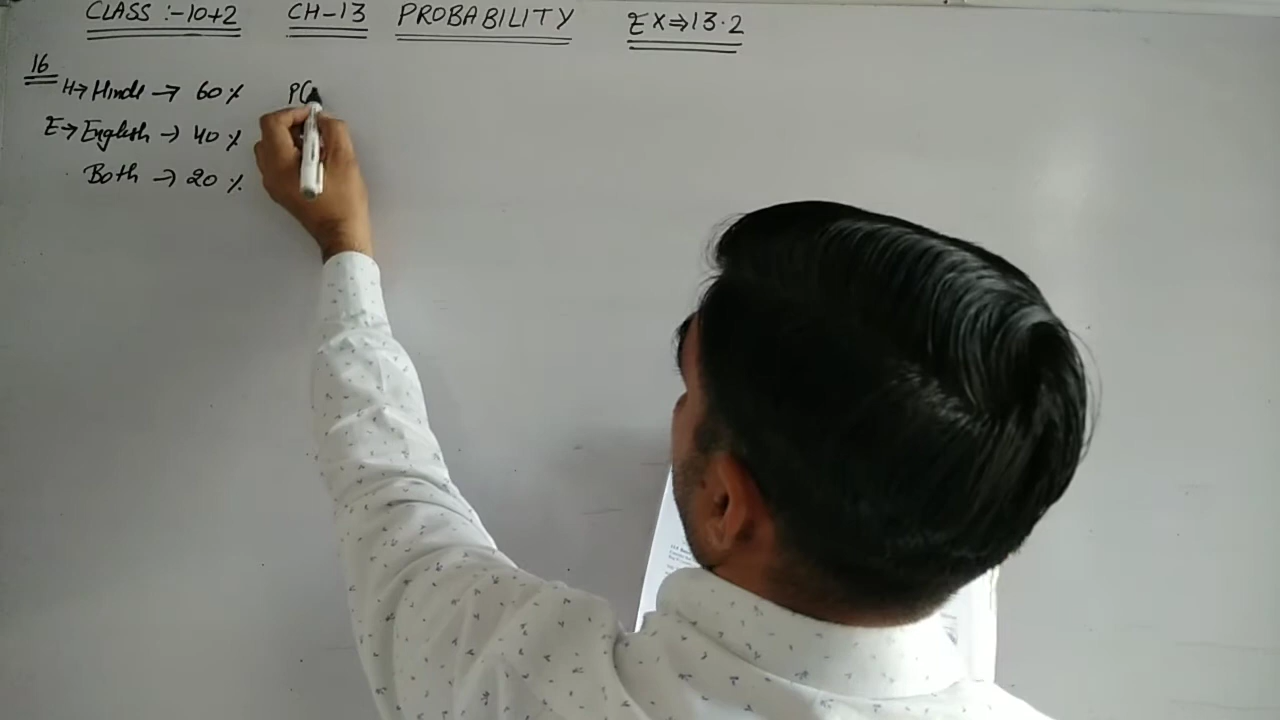 CLASS :- 10+2 CH-13 PROBABILITY EX⇒13.2
16
H→ Hindi → 60 %
P(
E→ English → 40 %
Both → 20 %